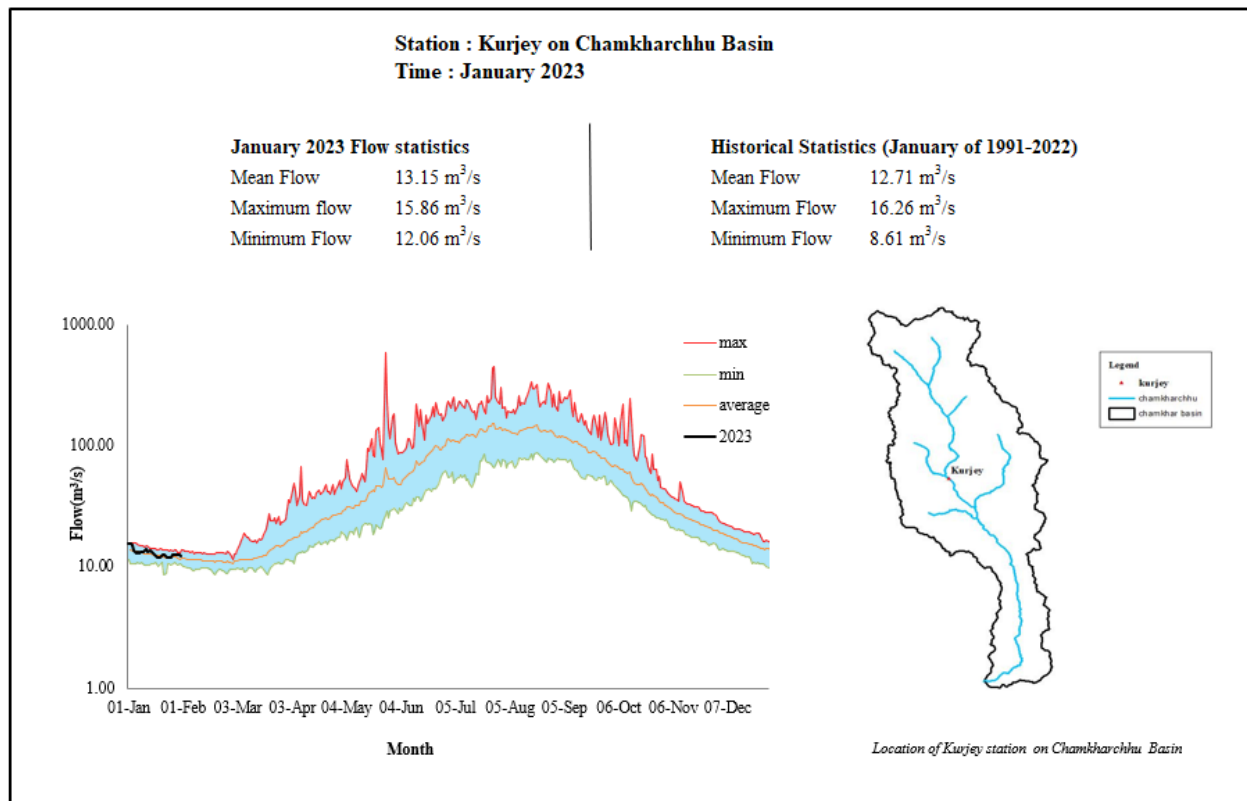 Station : Kurjey on Chamkharchhu Basin
Time : January 2023
January 2023 Flow statistics
Mean Flow 13.15 m³/s
Maximum flow 15.86 m³/s
Minimum Flow 12.06 m³/s
Historical Statistics (January of 1991-2022)
Mean Flow 12.71 m³/s
Maximum Flow 16.26 m³/s
Minimum Flow 8.61 m³/s
Flow(m³/s)
1000.00
100.00
10.00
1.00
01-Jan 01-Feb 03-Mar 03-Apr 04-May 04-Jun 05-Jul 05-Aug 05-Sep 06-Oct 06-Nov 07-Dec
Month
max
min
average
2023
Kurjey
Legend
kurjey
chamkharchhu
chamkhar basin
Location of Kurjey station on Chamkharchhu Basin